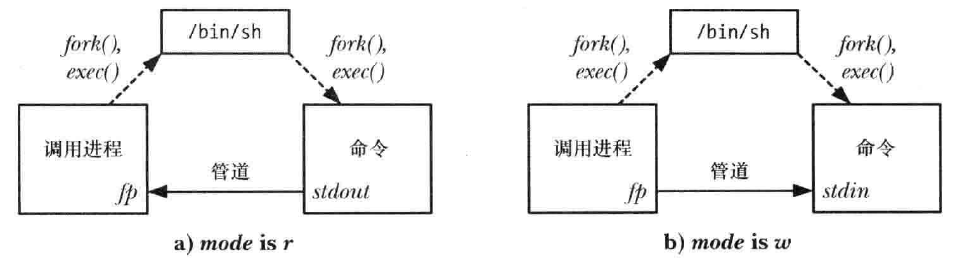 /bin/sh
fork(),
exec()
fork(),
exec()
调用进程
命令
管道
fp
stdout
a) mode is r
/bin/sh
fork(),
exec()
fork(),
exec()
调用进程
命令
管道
fp
stdin
b) mode is w